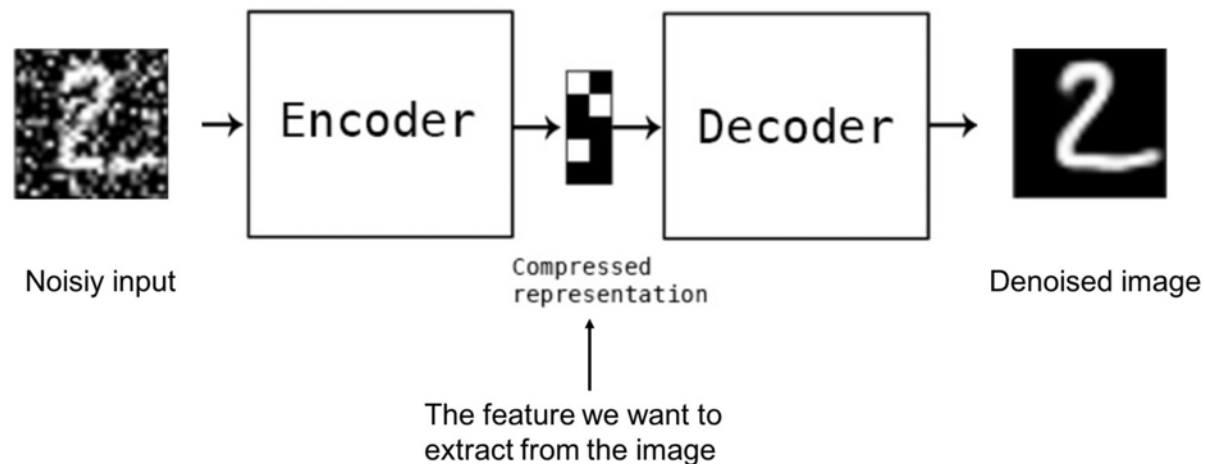 Encoder
Decoder
Noisiy input
Compressed
representation
Denoised image
The feature we want to
extract from the image